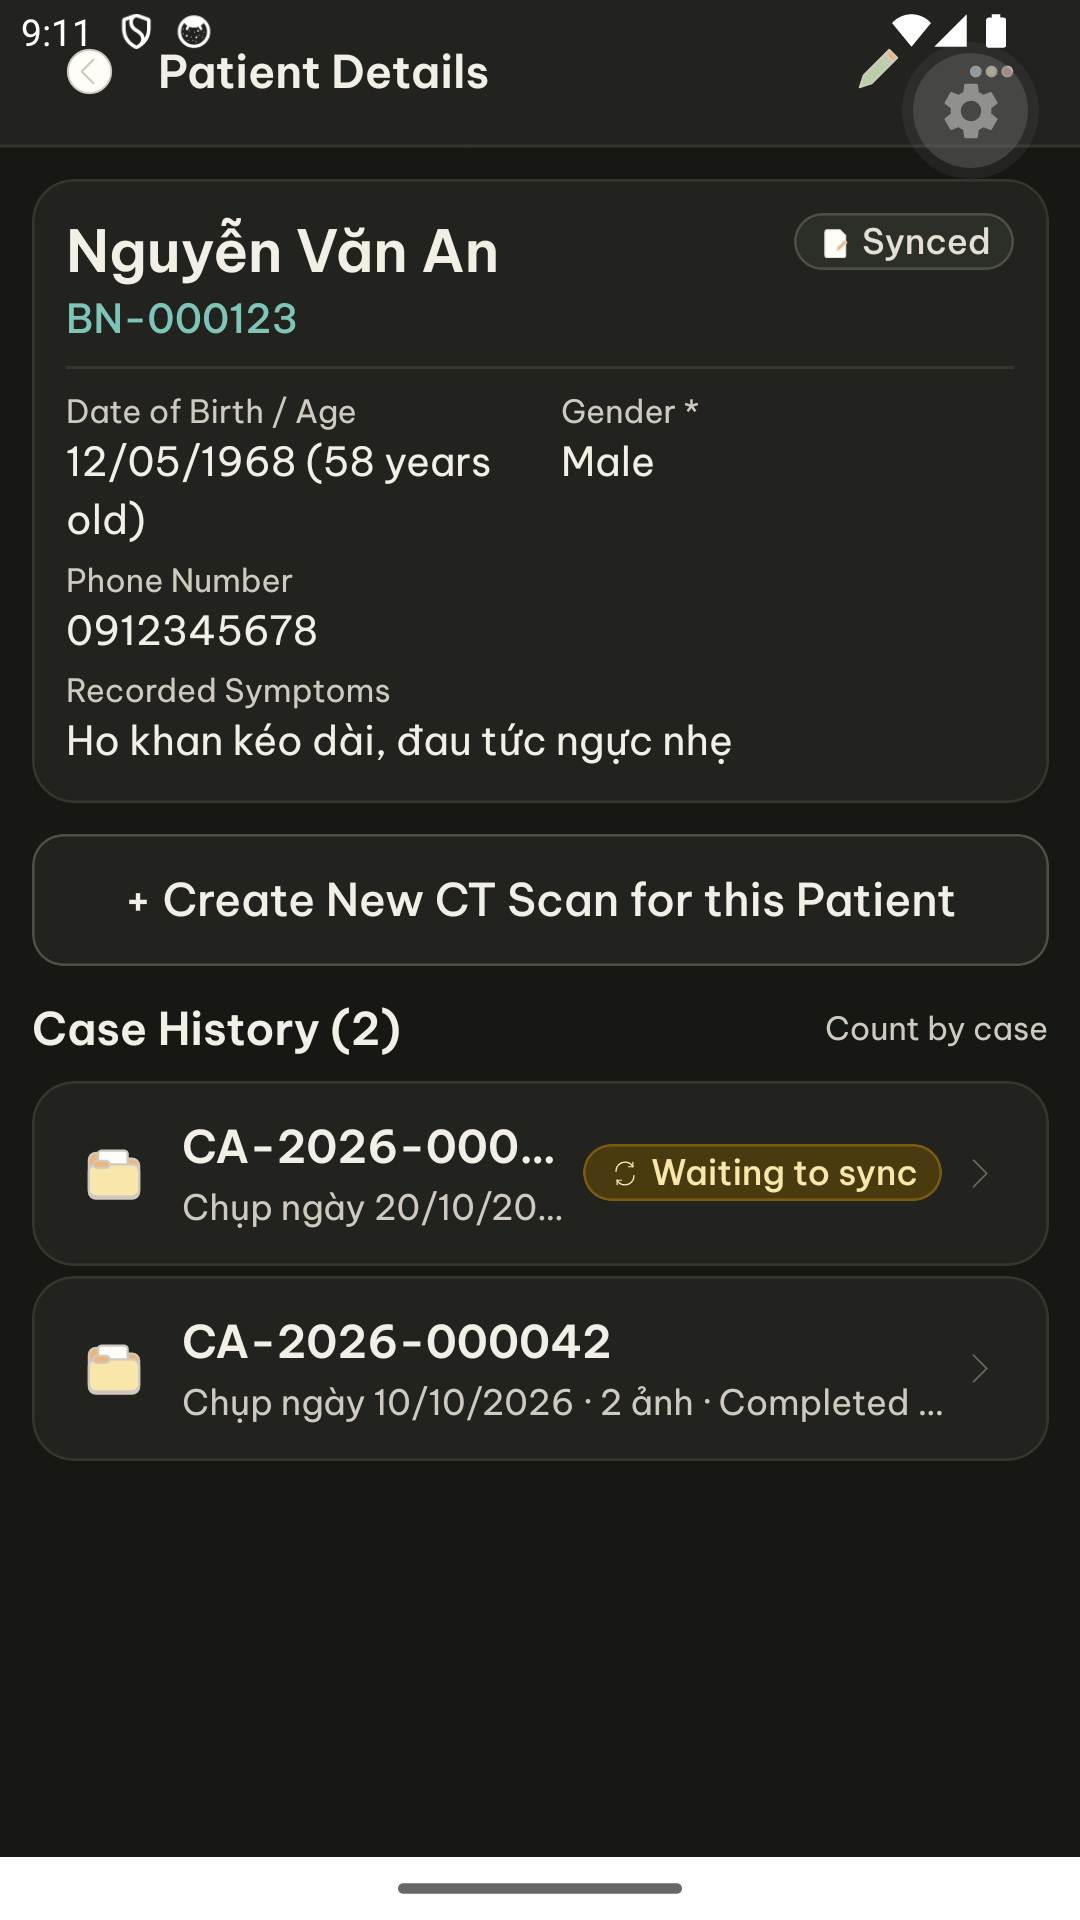 9:11
Patient Details
Nguyễn Văn An
Synced
BN-000123
Date of Birth / Age
Gender *
12/05/1968 (58 years old)
Male
Phone Number
0912345678
Recorded Symptoms
Ho khan kéo dài, đau tức ngực nhẹ
+ Create New CT Scan for this Patient
Case History (2)
Count by case
CA-2026-000...
Chụp ngày 20/10/20...
Waiting to sync
CA-2026-000042
Chụp ngày 10/10/2026 · 2 ảnh · Completed ...